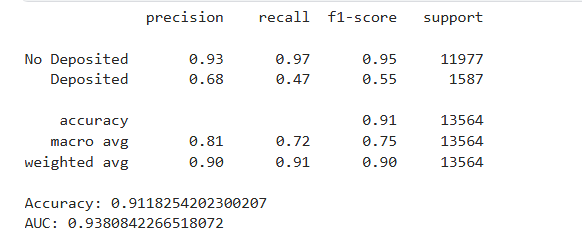 precision recall f1-score support
No Deposited 0.93 0.97 0.95 11977
Deposited 0.68 0.47 0.55 1587
accuracy 0.91 13564
macro avg 0.81 0.72 0.75 13564
weighted avg 0.90 0.91 0.90 13564
Accuracy: 0.9118254202300207
AUC: 0.9380842266518072